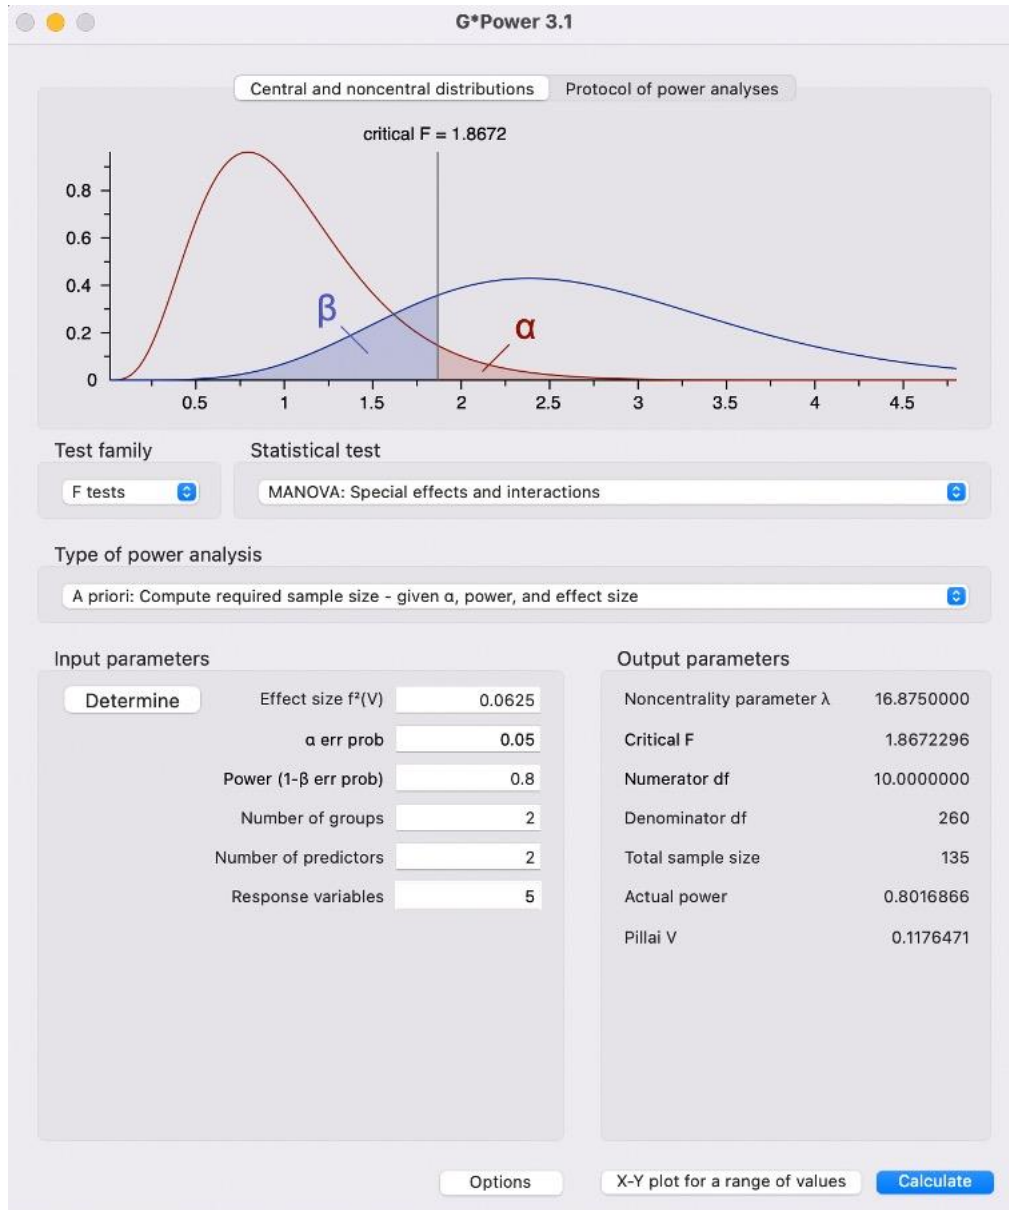 G*Power 3.1
Central and noncentral distributions Protocol of power analyses
critical F = 1.8672
0.8
0.6
0.4
0.2
0
β
α
0.5 1 1.5 2 2.5 3 3.5 4 4.5
Test family Statistical test
F tests MANOVA: Special effects and interactions
Type of power analysis
A priori: Compute required sample size - given α, power, and effect size
Input parameters
Determine Effect size f²(V) 0.0625
α err prob 0.05
Power (1-β err prob) 0.8
Number of groups 2
Number of predictors 2
Response variables 5
Output parameters
Noncentrality parameter λ 16.8750000
Critical F 1.8672296
Numerator df 10.0000000
Denominator df 260
Total sample size 135
Actual power 0.8016866
Pillai V 0.1176471
Options X-Y plot for a range of values Calculate